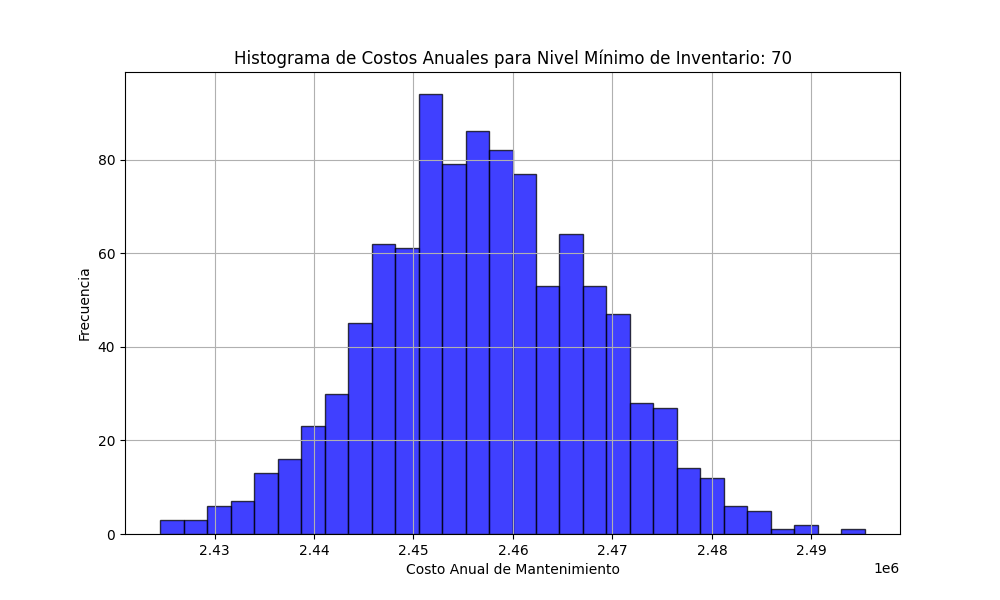 Histograma de Costos Anuales para Nivel Mínimo de Inventario: 70
Frecuencia
80
60
40
20
0
2.43 2.44 2.45 2.46 2.47 2.48 2.49
Costo Anual de Mantenimiento
1e6